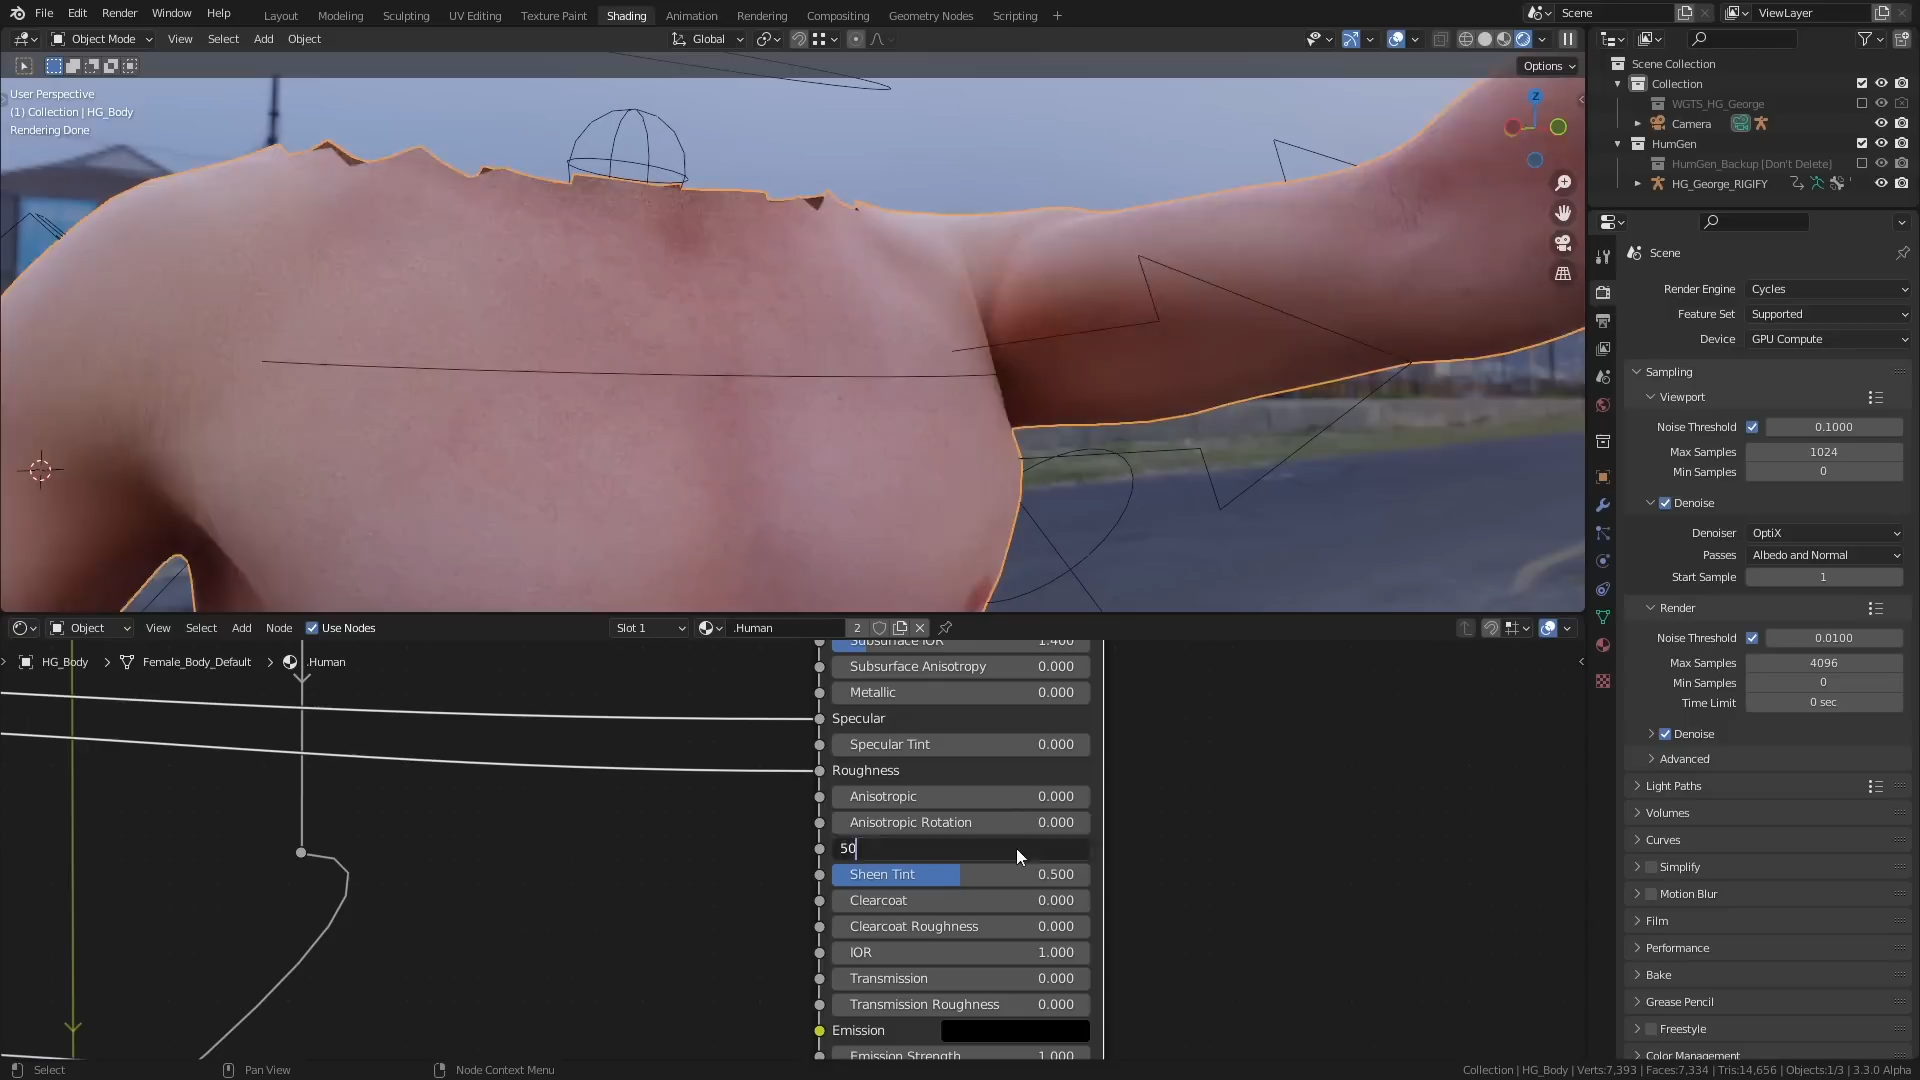 File Edit Render Window Help Layout Modeling Sculpting UV Editing Texture Paint Shading Animation Rendering Compositing Geometry Nodes Scripting + Scene ViewLayer
Object Mode View Select Add Object Global
Options
User Perspective
(1) Collection | HG_Body
Rendering Done
Z
Scene Collection
Collection
WGTS_HG_George
Camera
HumGen
HumGen_Backup [Don't Delete]
HG_George_RIGIFY
Scene
Render Engine Cycles
Feature Set Supported
Device GPU Compute
Sampling
Viewport
Noise Threshold 0.1000
Max Samples 1024
Min Samples 0
Denoise
Denoiser OptiX
Passes Albedo and Normal
Start Sample 1
Render
Noise Threshold 0.0100
Max Samples 4096
Min Samples 0
Time Limit 0 sec
Denoise
Advanced
Light Paths
Volumes
Curves
Simplify
Motion Blur
Film
Performance
Bake
Grease Pencil
Freestyle
Color Management
Object View Select Add Node Use Nodes Slot 1 .Human 2
HG_Body Female_Body_Default .Human
Subsurface IOR 1.400
Subsurface Anisotropy 0.000
Metallic 0.000
Specular
Specular Tint 0.000
Roughness
Anisotropic 0.000
Anisotropic Rotation 0.000
50
Sheen Tint 0.500
Clearcoat 0.000
Clearcoat Roughness 0.000
IOR 1.000
Transmission 0.000
Transmission Roughness 0.000
Emission
Emission Strength 1.000
Select Pan View Node Context Menu Collection | HG_Body | Verts:7,393 | Faces:7,334 | Tris:14,656 | Objects:1/3 | 3.3.0 Alpha